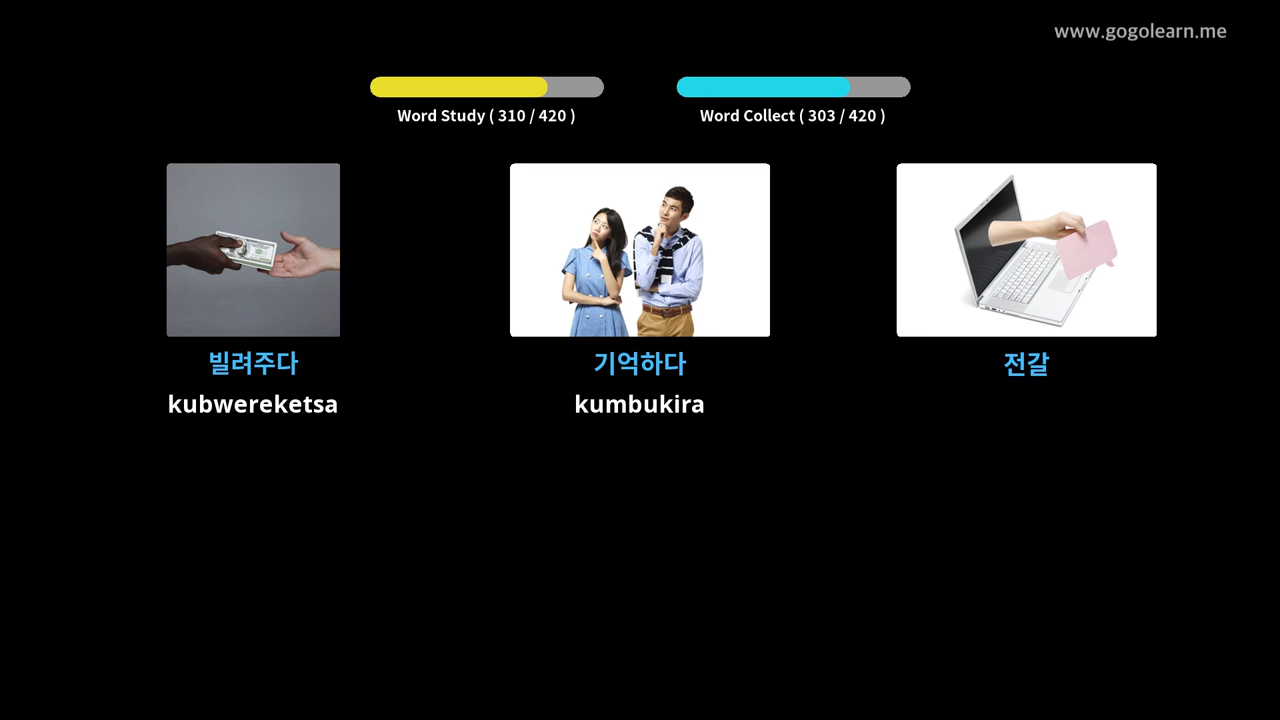 www.gogolearn.me
Word Study ( 310 / 420 )
Word Collect ( 303 / 420 )
빌려주다
기억하다
전갈
kubwereketsa
kumbukira